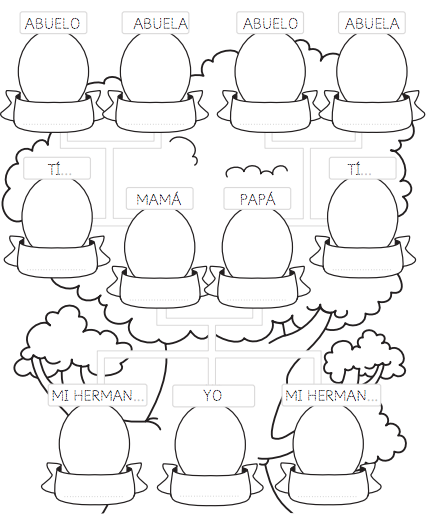 ABUELO ABUELA ABUELO ABUELA
TÍ... TÍ...
MAMÁ PAPÁ
MI HERMAN... YO MI HERMAN...